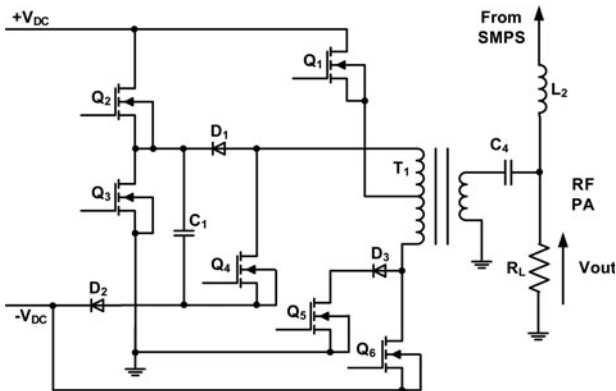 +VDC
From
SMPS
Q1
Q2
L2
D1
C4
T1
Q3
C1
RF
PA
D3
Q4
RL
Vout
D2
Q5
-VDC
Q6